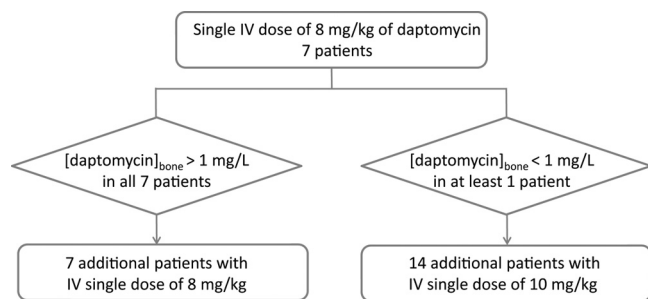 Single IV dose of 8 mg/kg of daptomycin
7 patients
[daptomycin]bone > 1 mg/L
in all 7 patients
[daptomycin]bone < 1 mg/L
in at least 1 patient
7 additional patients with
IV single dose of 8 mg/kg
14 additional patients with
IV single dose of 10 mg/kg